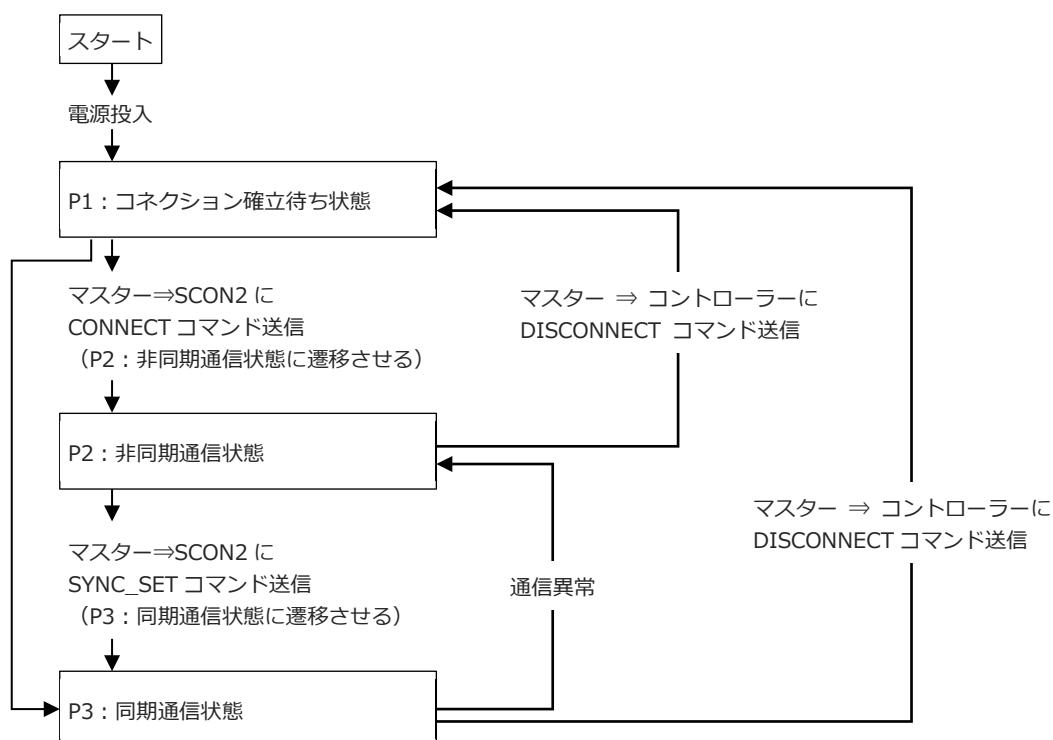 スタート
電源投入
P1：コネクション確立待ち状態
マスター⇒SCON2 に
CONNECT コマンド送信
（P2：非同期通信状態に遷移させる）
マスター ⇒ コントローラーに
DISCONNECT コマンド送信
P2：非同期通信状態
マスター ⇒ コントローラーに
DISCONNECT コマンド送信
マスター⇒SCON2 に
SYNC_SET コマンド送信
（P3：同期通信状態に遷移させる）
通信異常
P3：同期通信状態